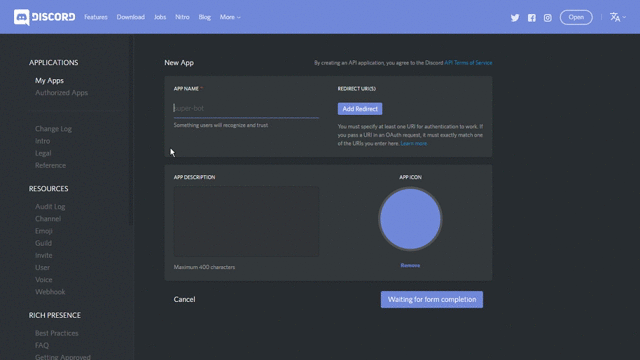 DISCORD Features Download Jobs Nitro Blog More Open
APPLICATIONS
My Apps
Authorized Apps
Change Log
Intro
Legal
Reference
RESOURCES
Audit Log
Channel
Emoji
Guild
Invite
User
Voice
Webhook
RICH PRESENCE
Best Practices
FAQ
Getting Approved
New App
By creating an API application, you agree to the Discord API Terms of Service
APP NAME *
super-hot
Something users will recognize and trust
REDIRECT URI(S)
Add Redirect
You must specify at least one URI for authentication to work. If
you pass a URI in an OAuth request, it must exactly match one
of the URIs you enter here. Learn more
APP DESCRIPTION
Maximum 400 characters
APP ICON
Remove
Cancel
Waiting for form completion